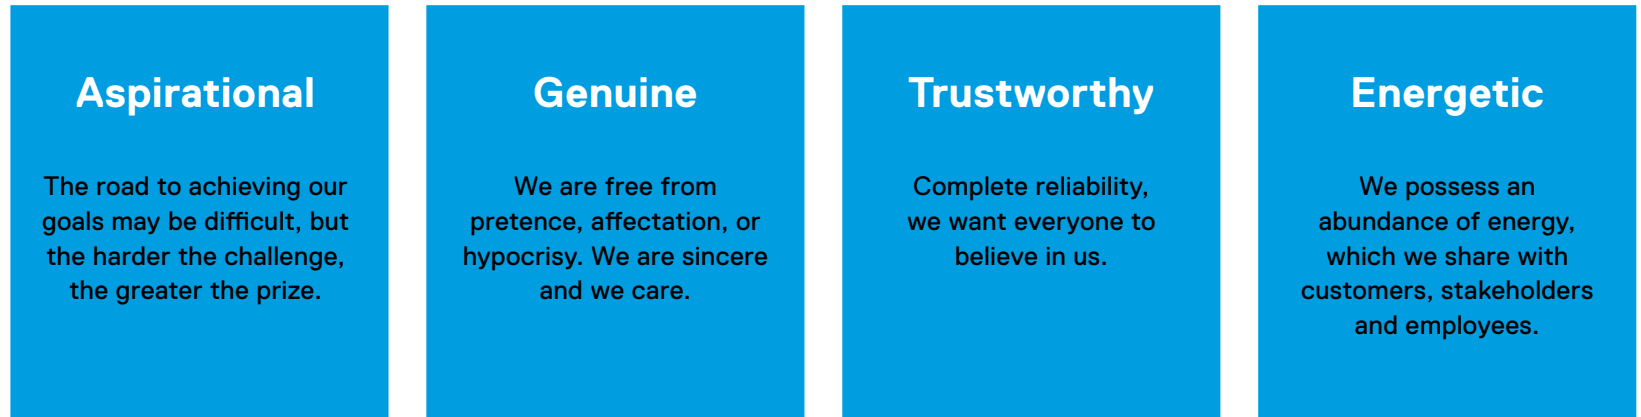 Aspirational
The road to achieving our
goals may be difficult, but
the harder the challenge,
the greater the prize.
Genuine
We are free from
pretence, affectation, or
hypocrisy. We are sincere
and we care.
Trustworthy
Complete reliability,
we want everyone to
believe in us.
Energetic
We possess an
abundance of energy,
which we share with
customers, stakeholders
and employees.